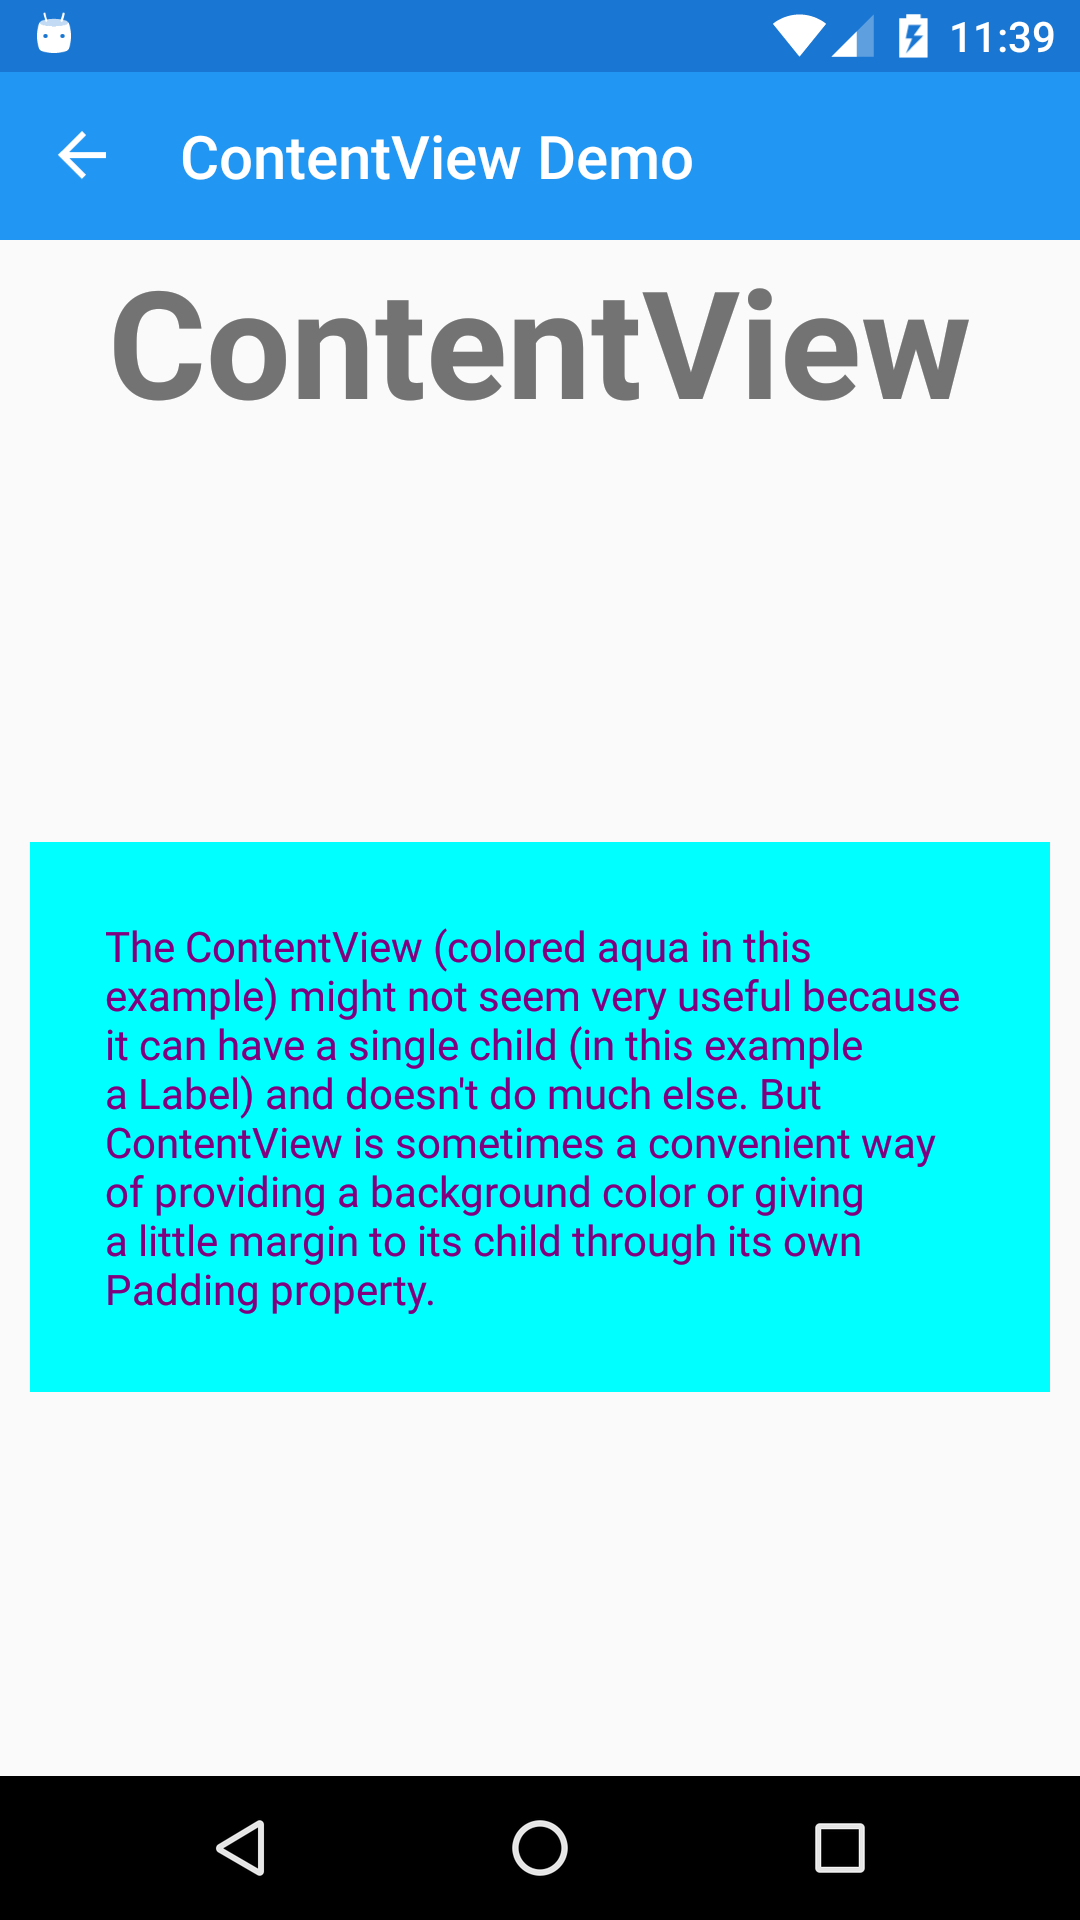 11:39
ContentView Demo
ContentView
The ContentView (colored aqua in this
example) might not seem very useful because
it can have a single child (in this example
a Label) and doesn't do much else. But
ContentView is sometimes a convenient way
of providing a background color or giving
a little margin to its child through its own
Padding property.